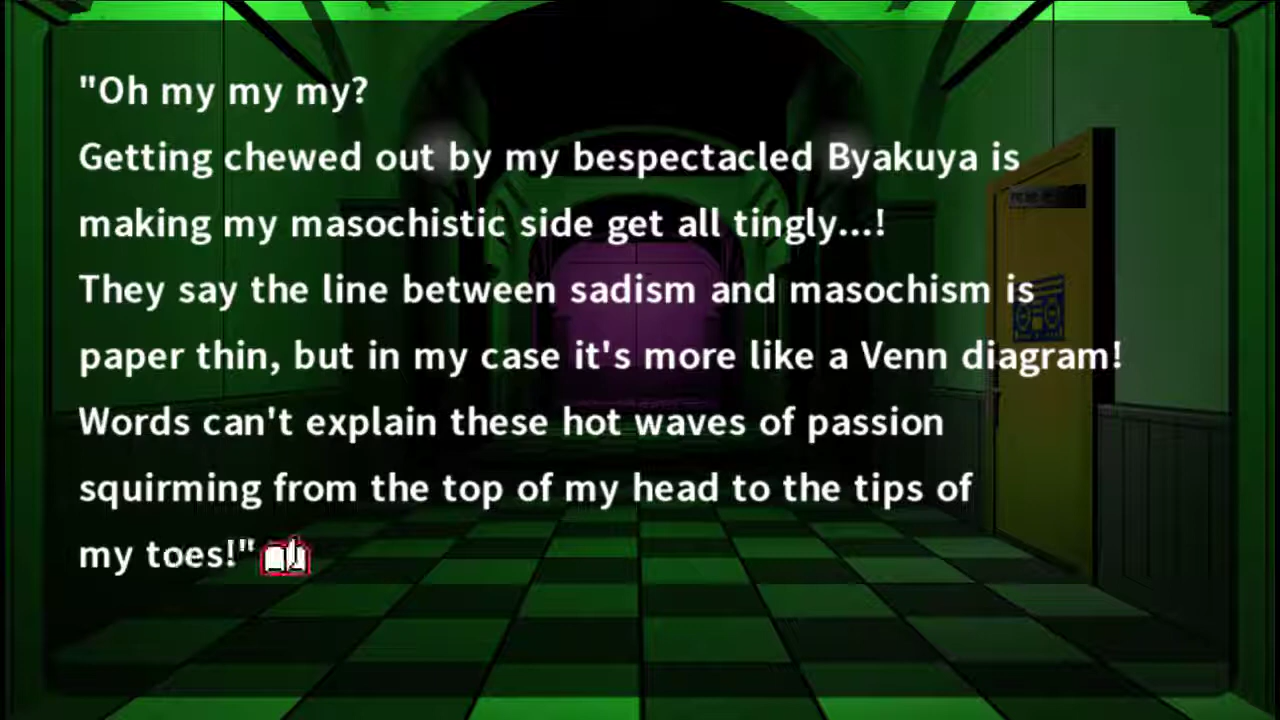 "Oh my my my?
Getting chewed out by my bespectacled Byakuya is
making my masochistic side get all tingly...!
They say the line between sadism and masochism is
paper thin, but in my case it's more like a Venn diagram!
Words can't explain these hot waves of passion
squirming from the top of my head to the tips of
my toes!"